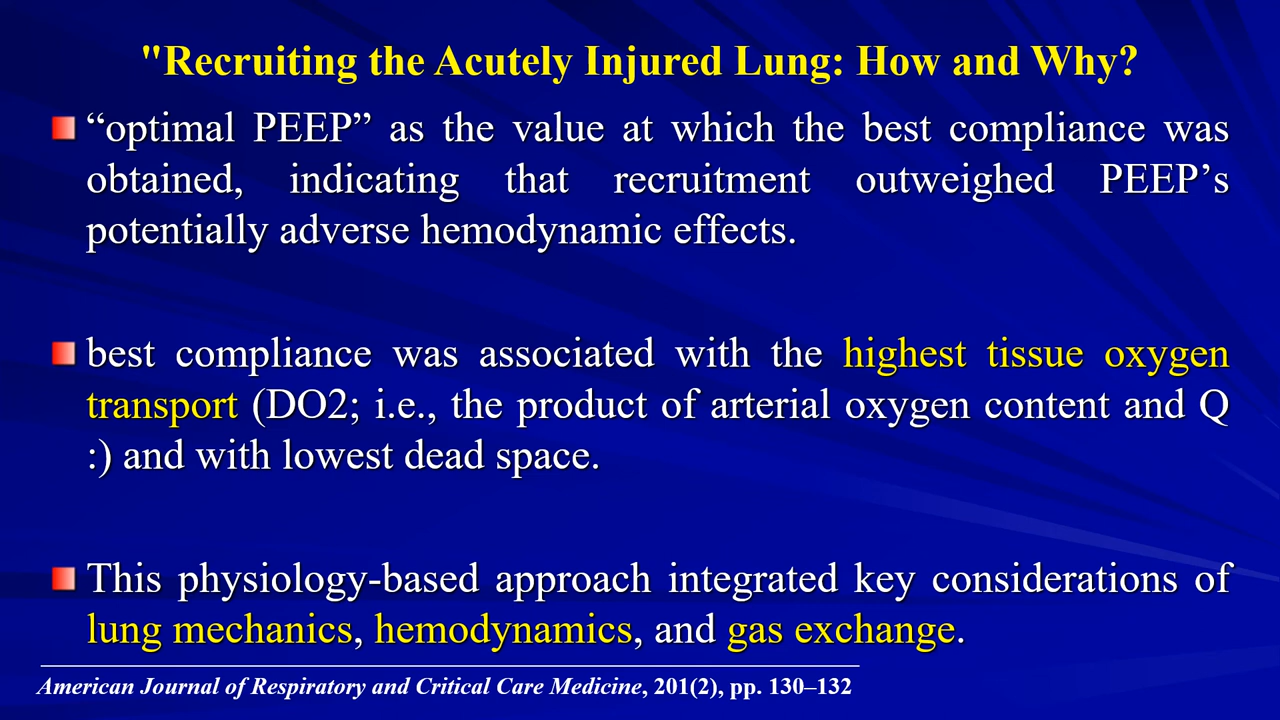 "Recruiting the Acutely Injured Lung: How and Why?
“optimal PEEP” as the value at which the best compliance was
obtained, indicating that recruitment outweighed PEEP’s
potentially adverse hemodynamic effects.
best compliance was associated with the highest tissue oxygen
transport (DO2; i.e., the product of arterial oxygen content and Q
:) and with lowest dead space.
This physiology-based approach integrated key considerations of
lung mechanics, hemodynamics, and gas exchange.
American Journal of Respiratory and Critical Care Medicine, 201(2), pp. 130–132